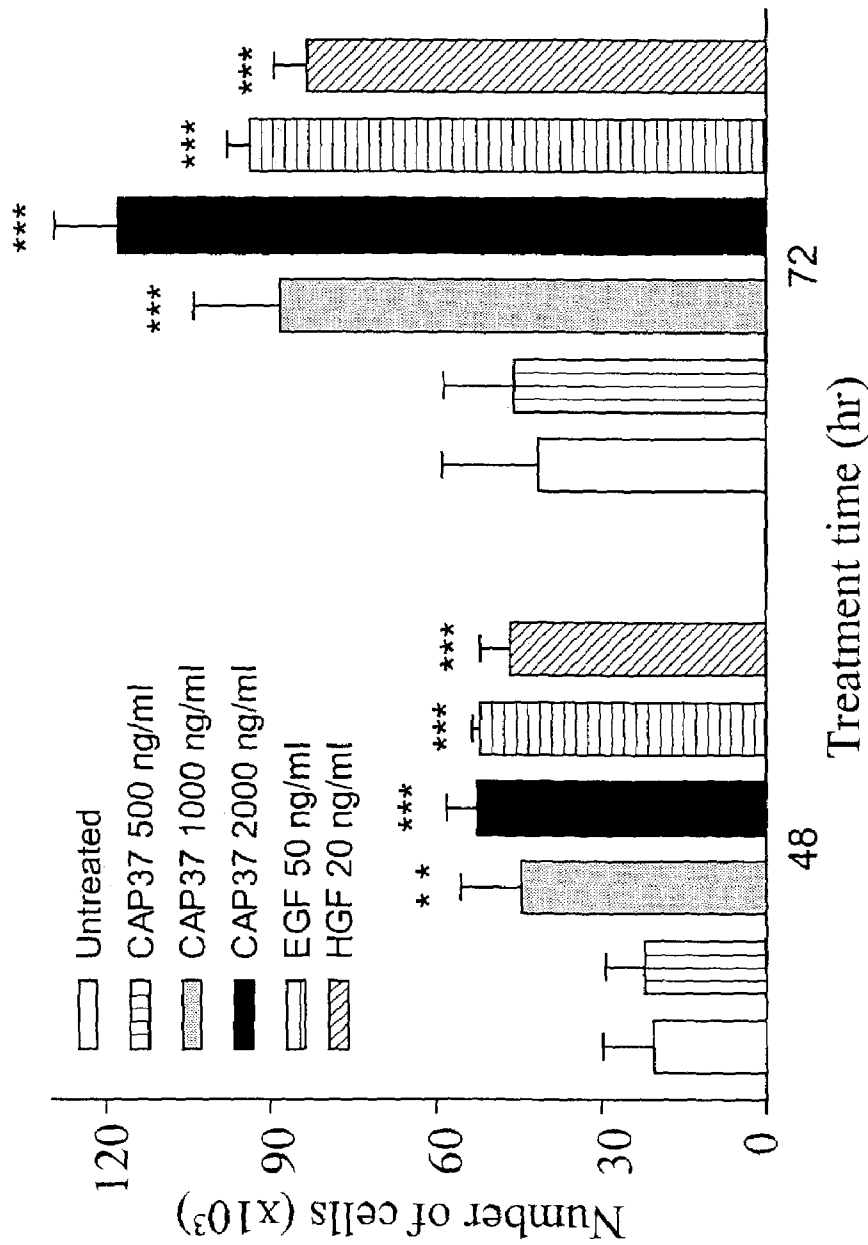 Number of cells (x10³)
120
90
60
30
0
Untreated
CAP37 500 ng/ml
CAP37 1000 ng/ml
CAP37 2000 ng/ml
EGF 50 ng/ml
HGF 20 ng/ml
* *
***
***
***
***
***
***
***
48
72
Treatment time (hr)